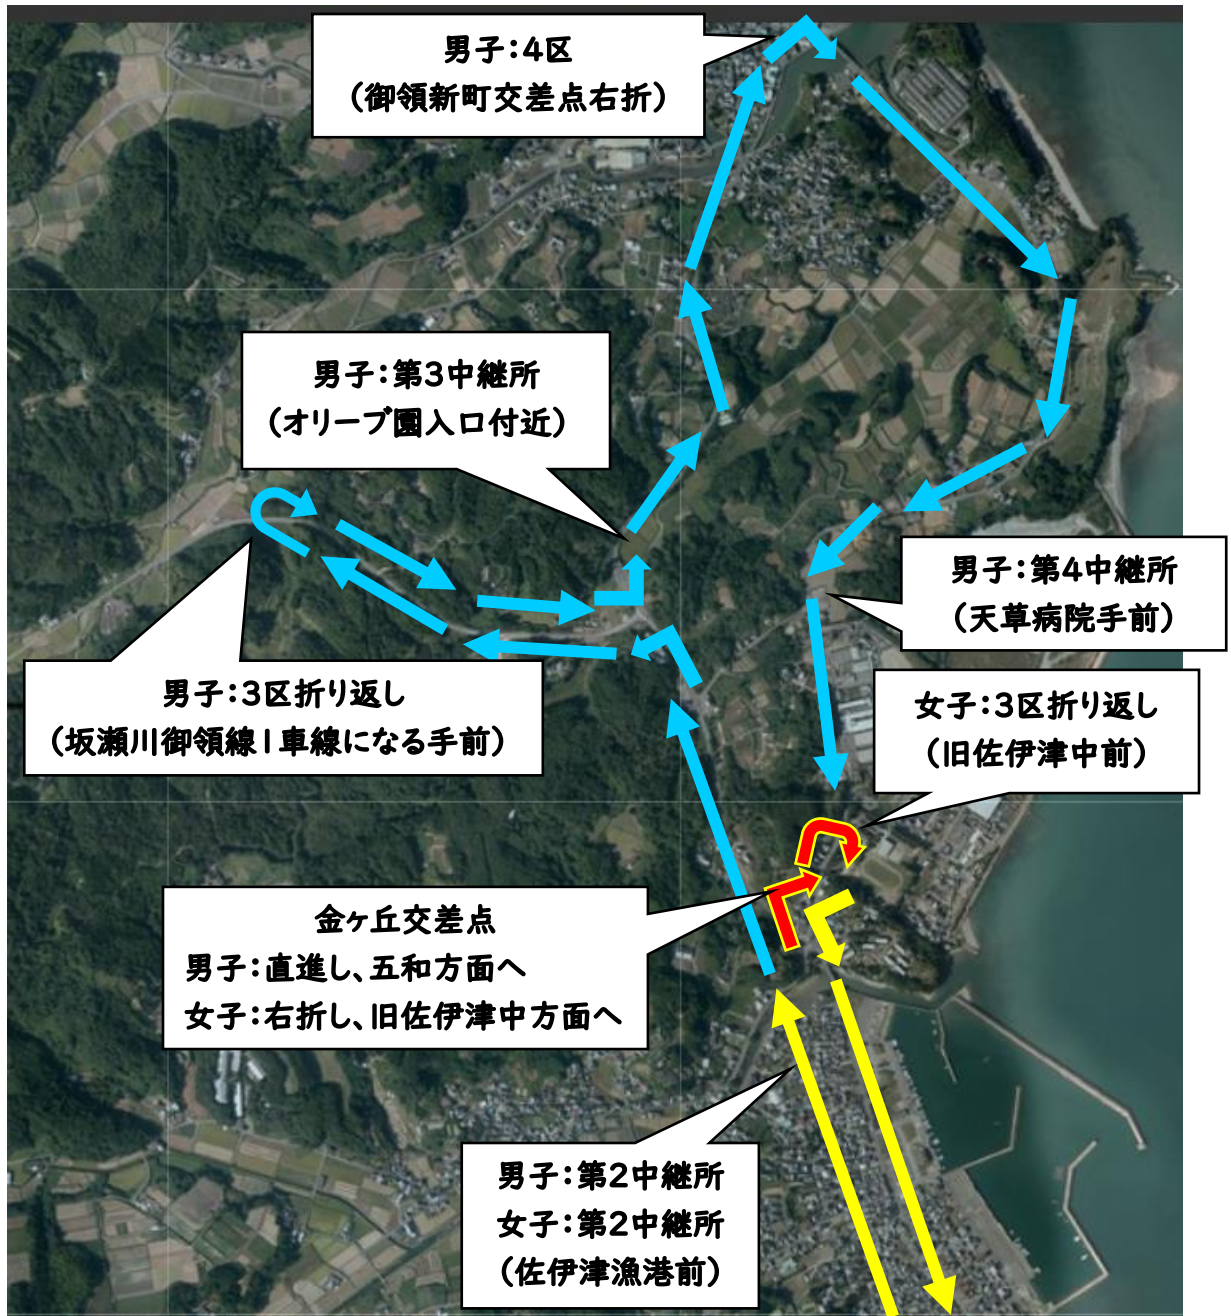 男子：4区
（御領新町交差点右折）
男子：第3中継所
（オリーブ園入口付近）
男子：第4中継所
（天草病院手前）
男子：3区折り返し
（坂瀬川御領線1車線になる手前）
女子：3区折り返し
（旧佐伊津中前）
金ヶ丘交差点
男子：直進し、五和方面へ
女子：右折し、旧佐伊津中方面へ
男子：第2中継所
女子：第2中継所
（佐伊津漁港前）